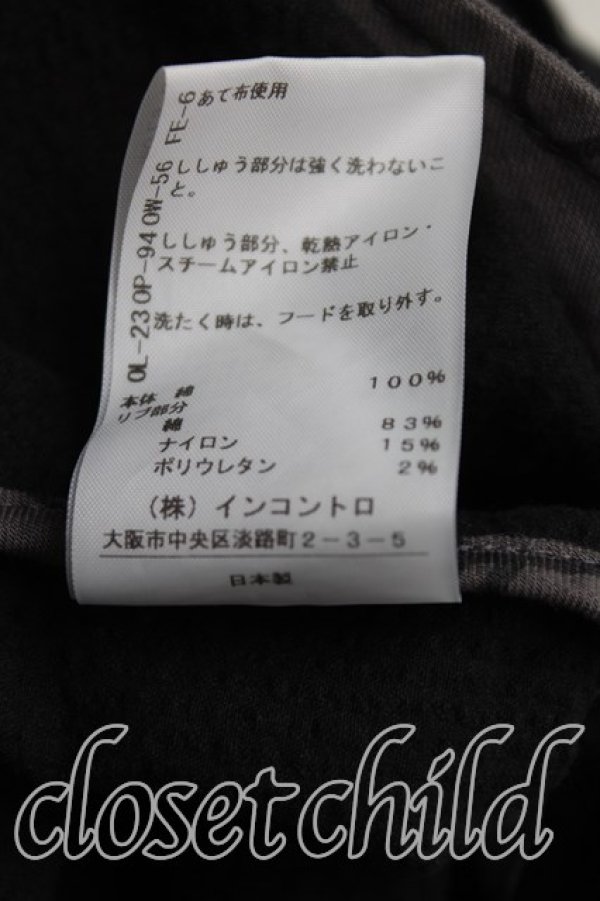 FE-6 あて布使用
OW-56 ししゅう部分は強く洗わないこ
と。
OP-94 ししゅう部分、乾熱アイロン・
スチームアイロン禁止
OL-23 洗たく時は、フードを取り外す。
本体 綿 100%
リブ部分
綿 83%
ナイロン 15%
ポリウレタン 2%
(株)インコントロ
大阪市中央区淡路町2-3-5
日本製
closet child